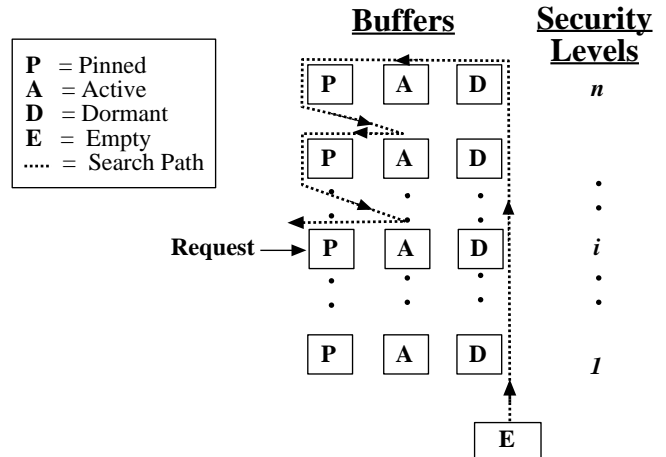 Buffers
Security
Levels
P = Pinned
A = Active
D = Dormant
E = Empty
= Search Path
P A D n
P A D
Request P A D i
P A D 1
E